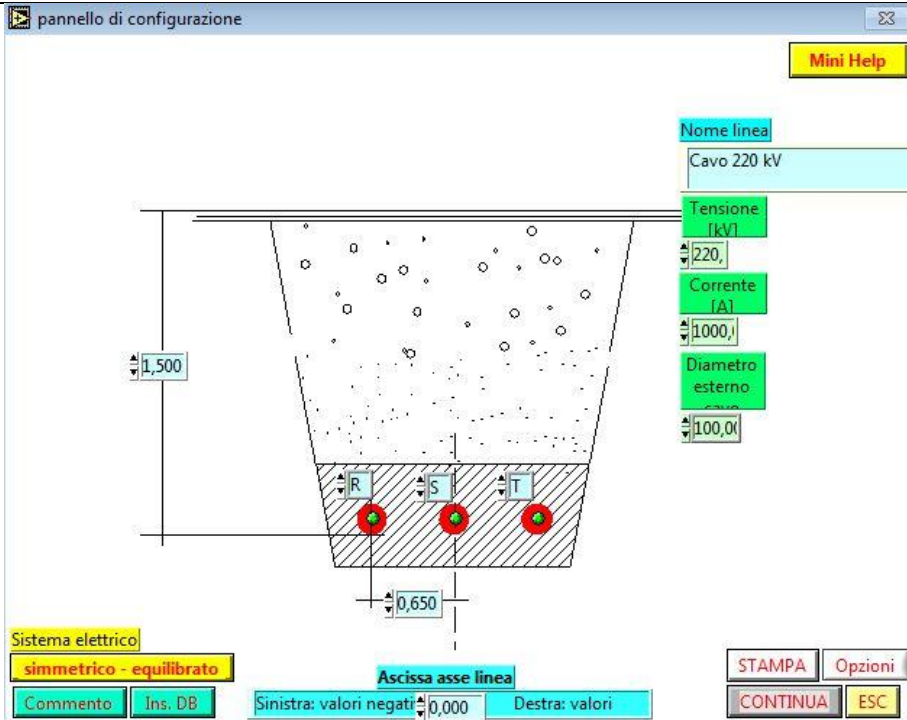 pannello di configurazione
Mini Help
Nome linea
Cavo 220 kV
Tensione
[kV]
220,
Corrente
[A]
1000,
Diametro
esterno
cavo
100,0
1,500
R
S
T
0,650
Sistema elettrico
simmetrico - equilibrato
Commento
Ins. DB
Ascissa asse linea
Sinistra: valori negati
0,000
Destra: valori
STAMPA
Opzioni
CONTINUA
ESC